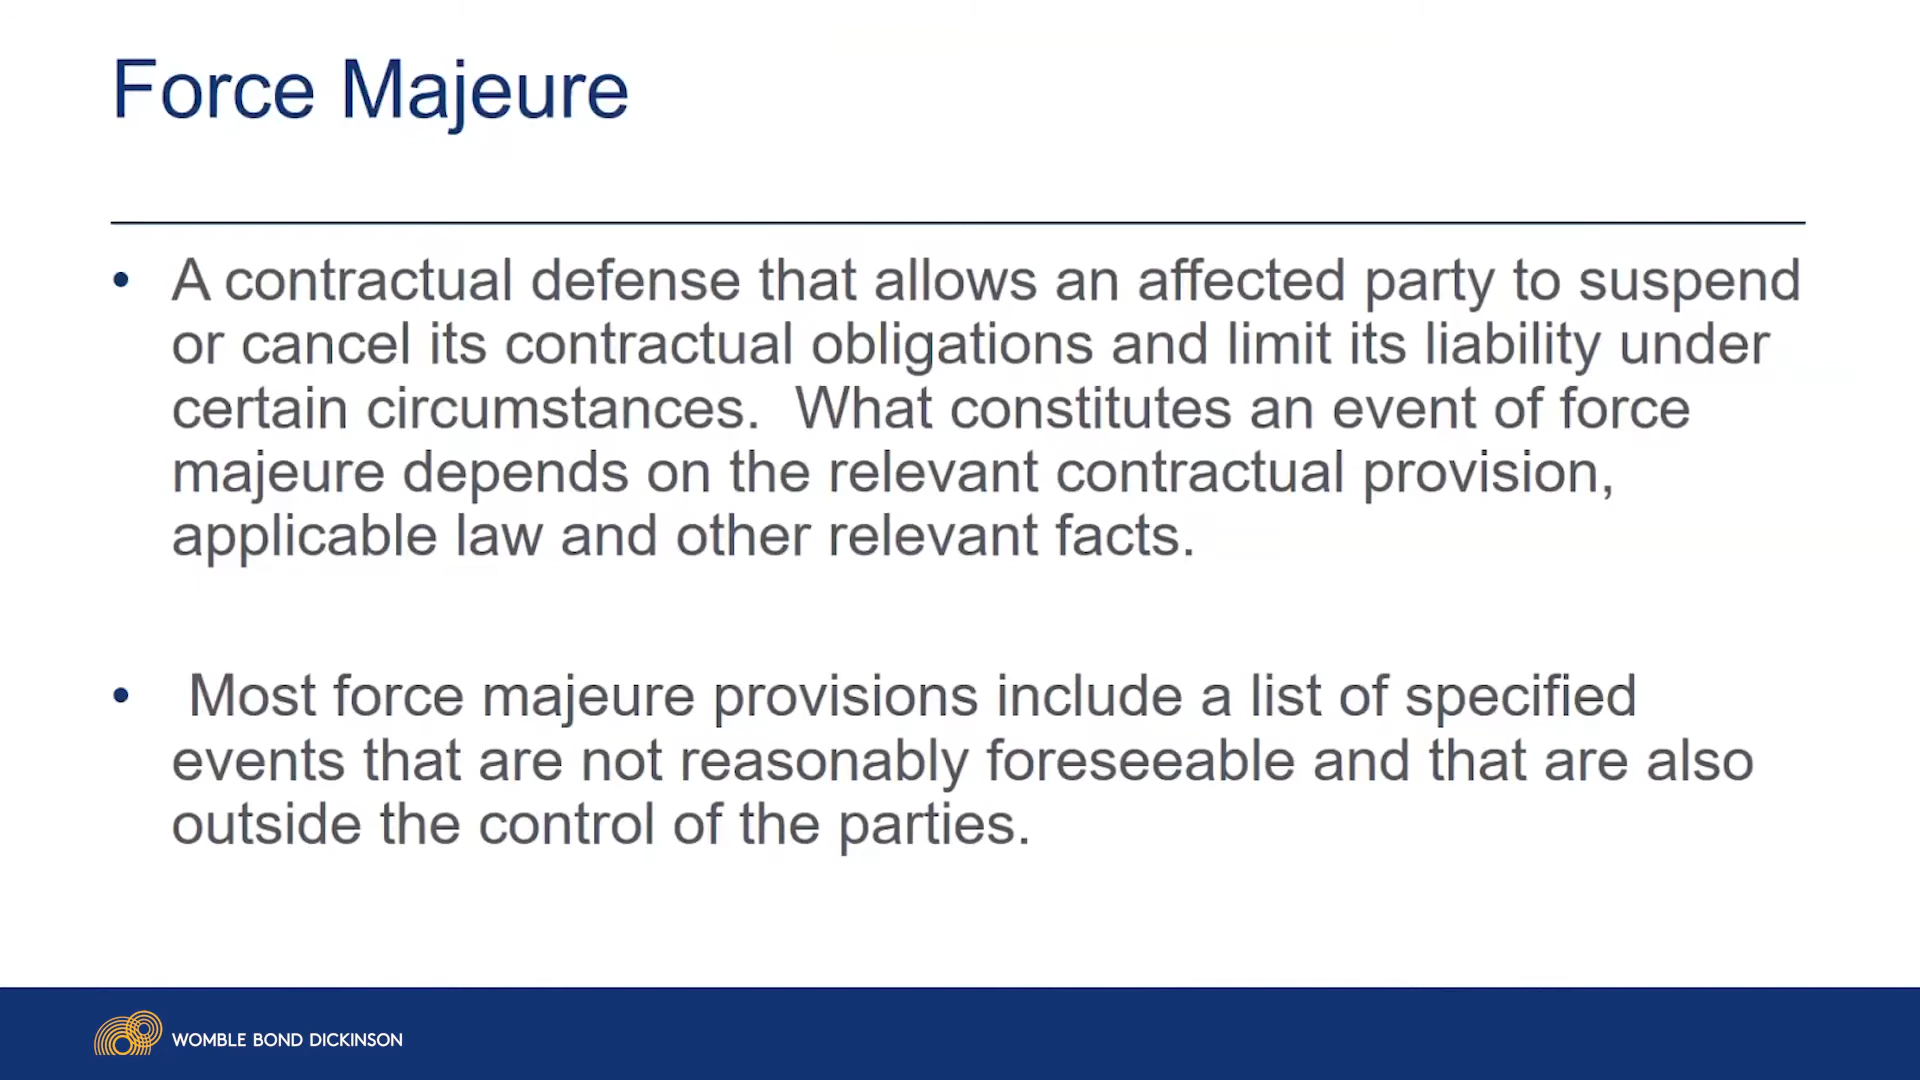 Force Majeure
• A contractual defense that allows an affected party to suspend
or cancel its contractual obligations and limit its liability under
certain circumstances.  What constitutes an event of force
majeure depends on the relevant contractual provision,
applicable law and other relevant facts.
• Most force majeure provisions include a list of specified
events that are not reasonably foreseeable and that are also
outside the control of the parties.
WOMBLE BOND DICKINSON